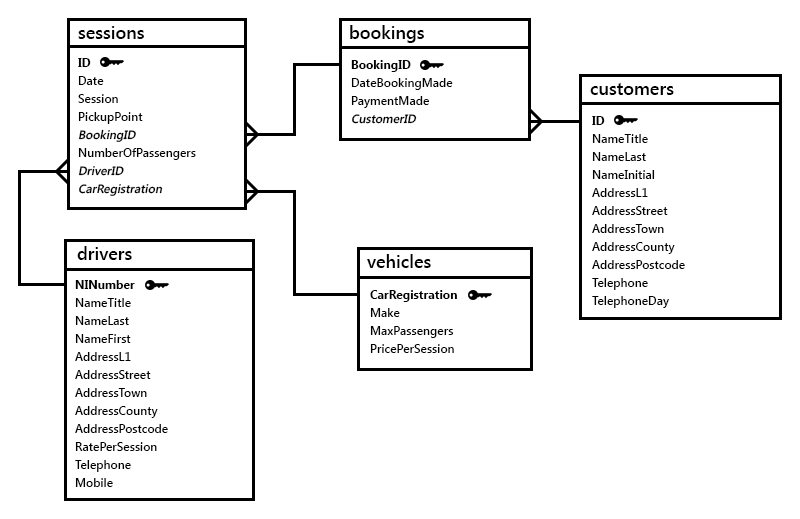 sessions
ID
Date
Session
PickupPoint
BookingID
NumberOfPassengers
DriverID
CarRegistration
bookings
BookingID
DateBookingMade
PaymentMade
CustomerID
customers
ID
NameTitle
NameLast
NameInitial
AddressL1
AddressStreet
AddressTown
AddressCounty
AddressPostcode
Telephone
TelephoneDay
drivers
NINumber
NameTitle
NameLast
NameFirst
AddressL1
AddressStreet
AddressTown
AddressCounty
AddressPostcode
RatePerSession
Telephone
Mobile
vehicles
CarRegistration
Make
MaxPassengers
PricePerSession